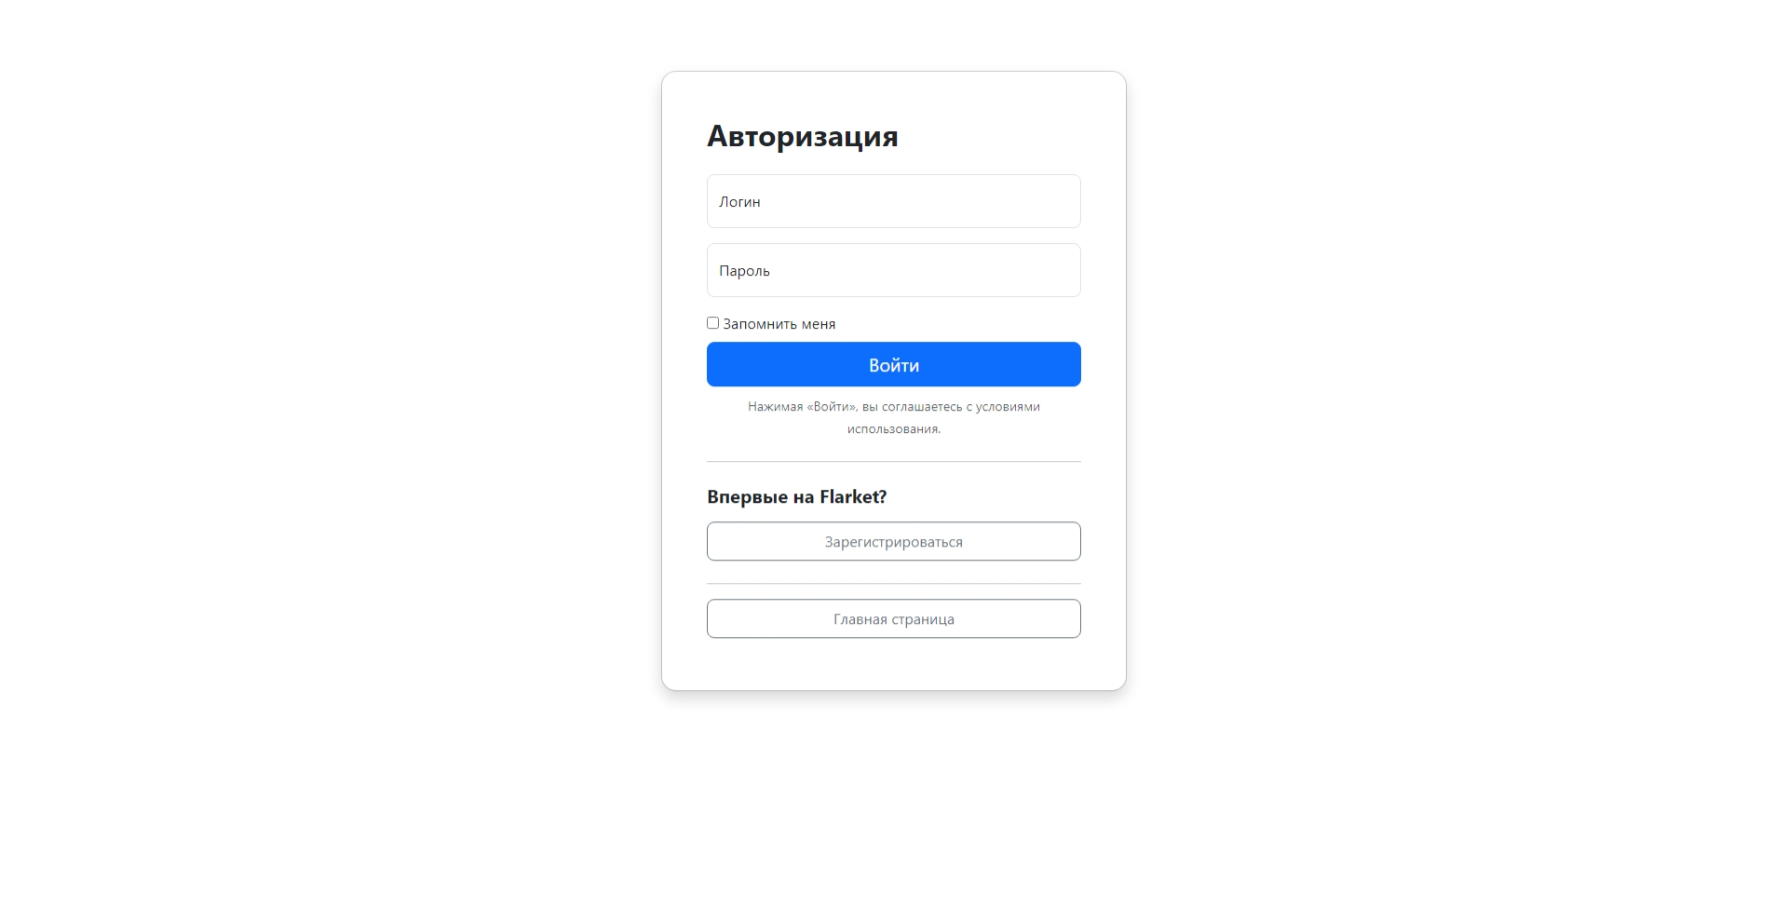 Авторизация
Логин
Пароль
Запомнить меня
Войти
Нажимая «Войти», вы соглашаетесь с условиями
использования.
Впервые на Flarket?
Зарегистрироваться
Главная страница